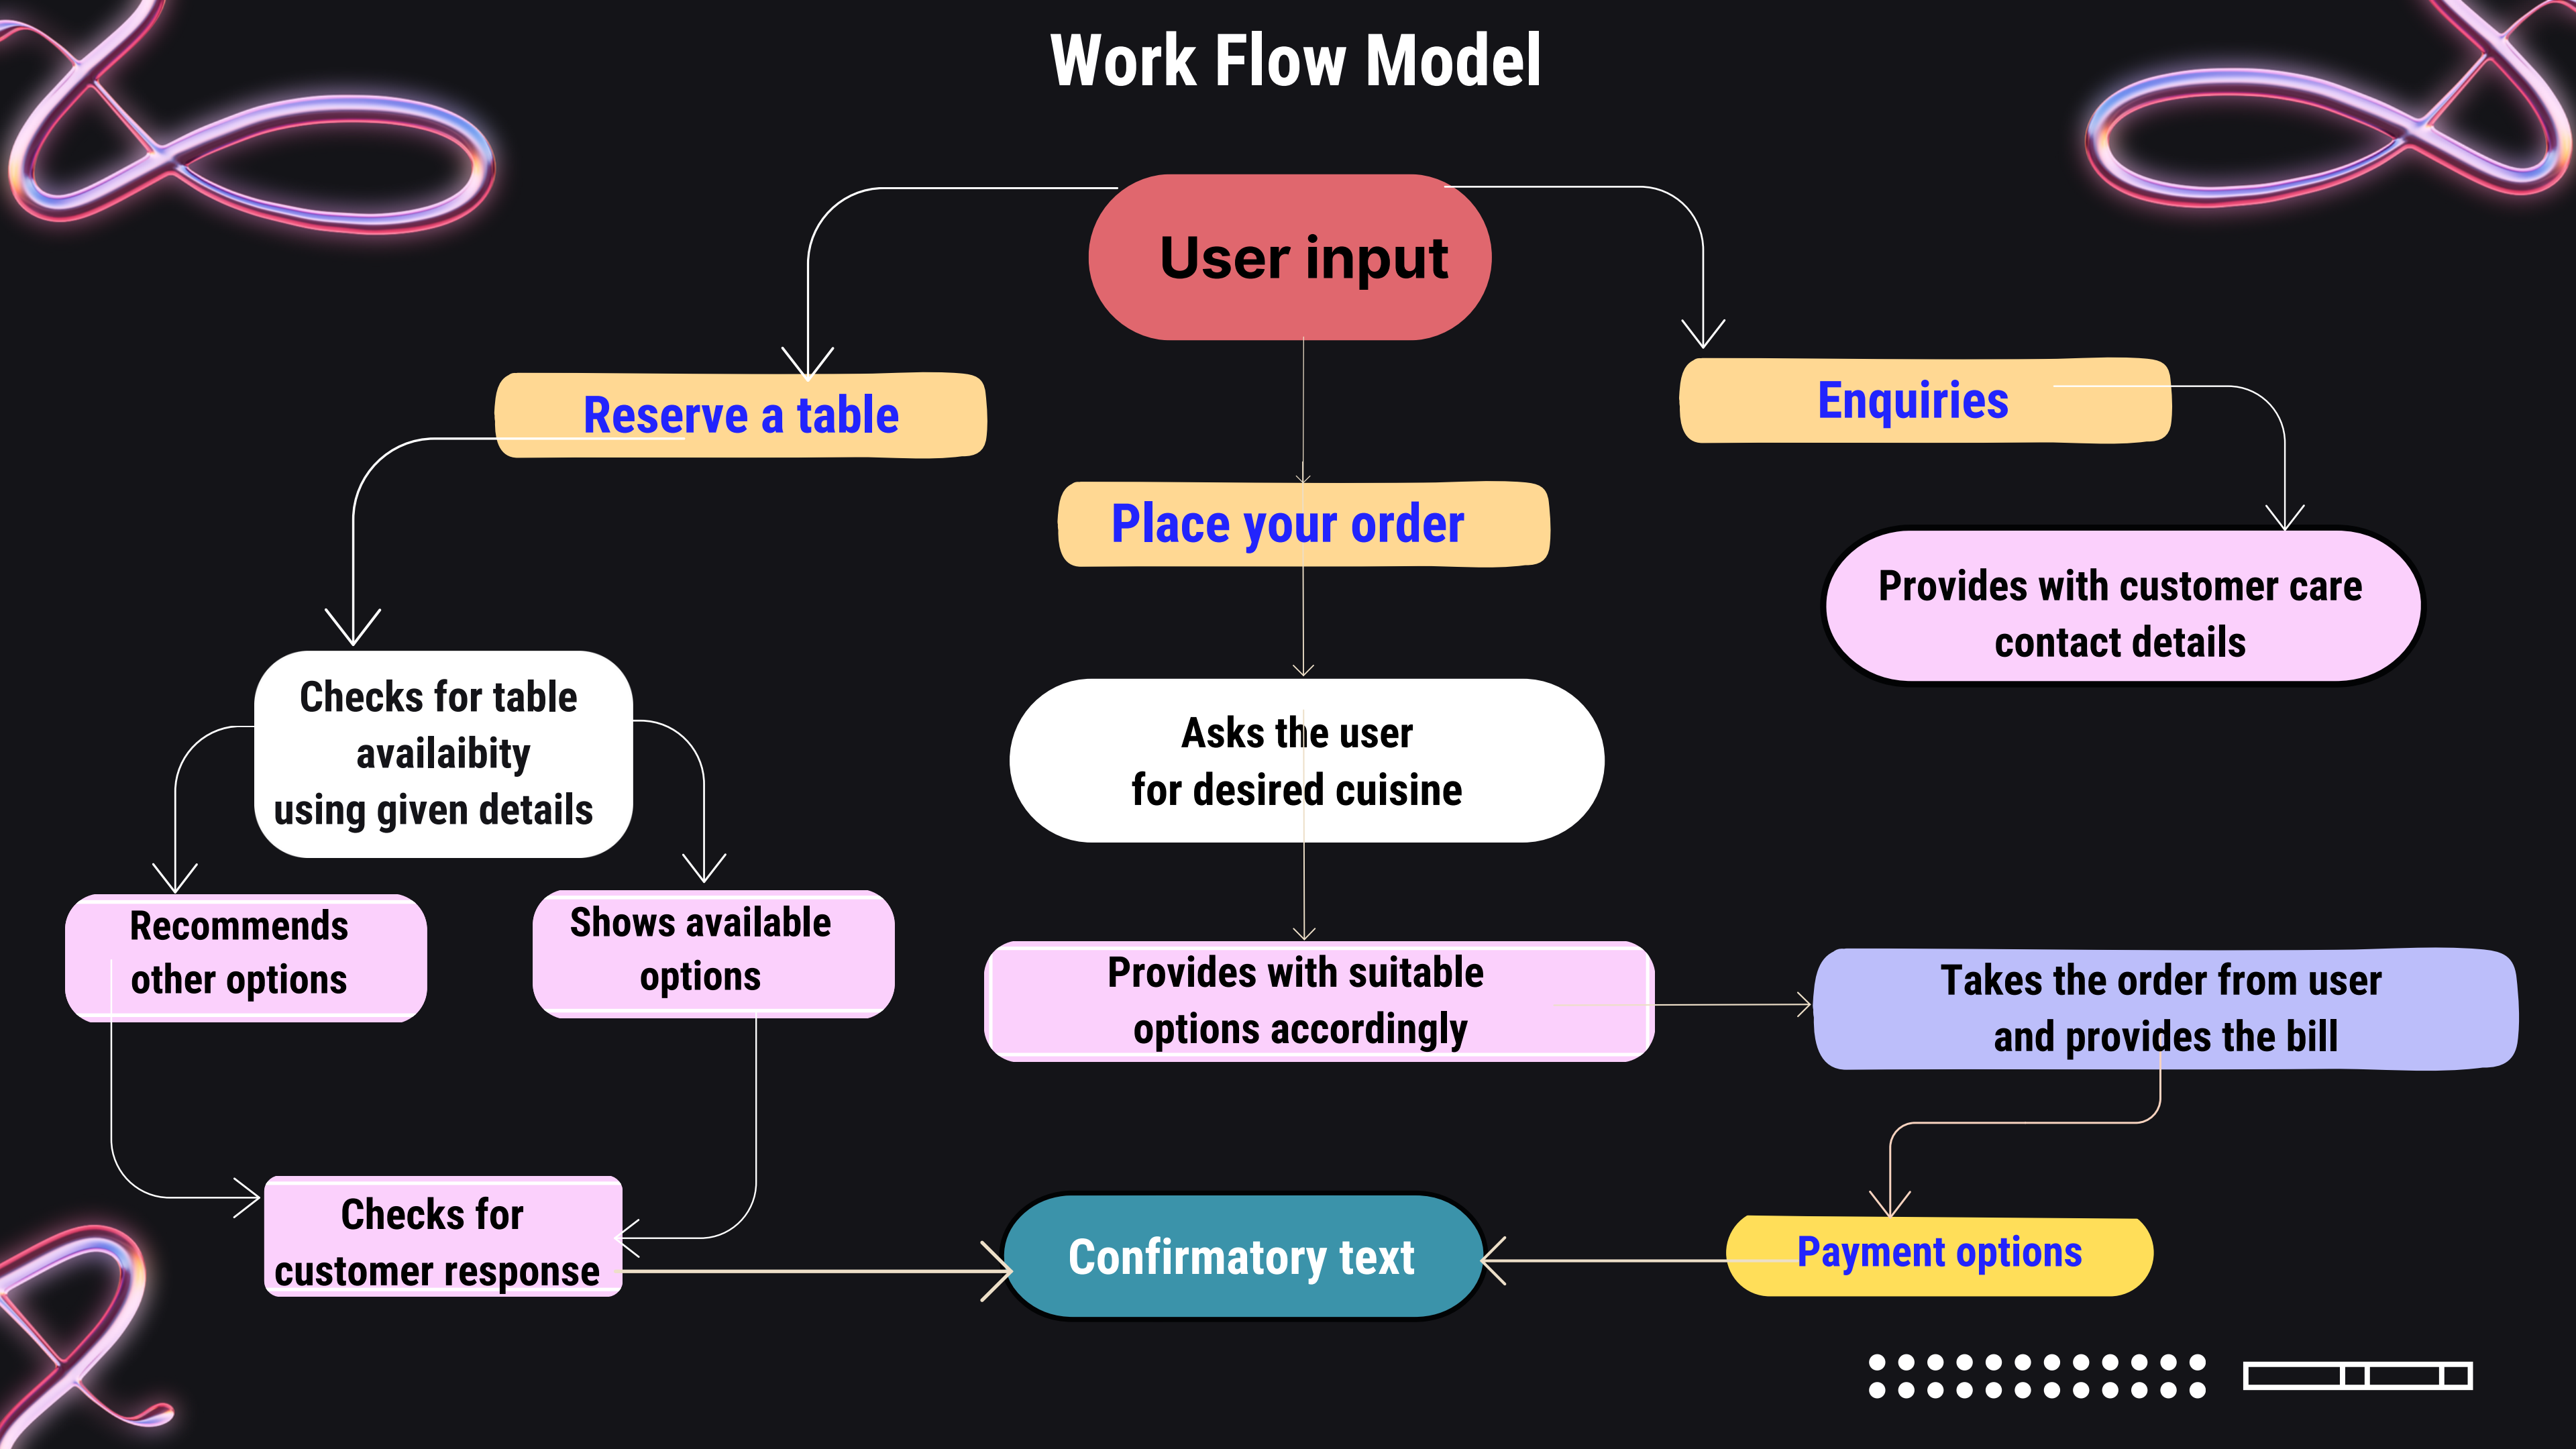 Work Flow Model
User input
Reserve a table
Enquiries
Place your order
Provides with customer care
contact details
Checks for table
availaibity
using given details
Asks the user
for desired cuisine
Recommends
other options
Shows available
options
Provides with suitable
options accordingly
Takes the order from user
and provides the bill
Checks for
customer response
Confirmatory text
Payment options